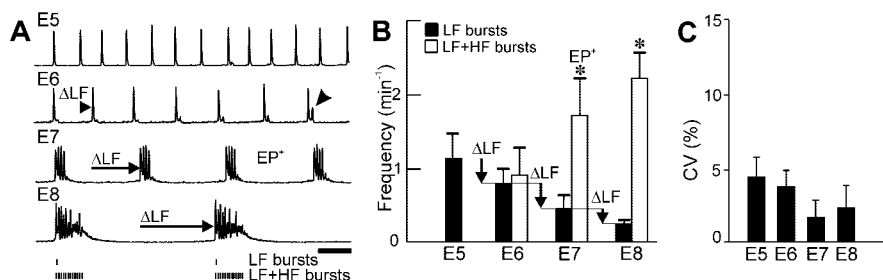 A
E5
E6
ΔLF
E7
ΔLF
EP+
E8
ΔLF
LF bursts
LF+HF bursts
B
LF bursts
LF+HF bursts
EP+
*
*
Frequency (min-1)
2
1
0
ΔLF
ΔLF
ΔLF
E5 E6 E7 E8
C
CV (%)
15
10
5
0
E5 E6 E7 E8